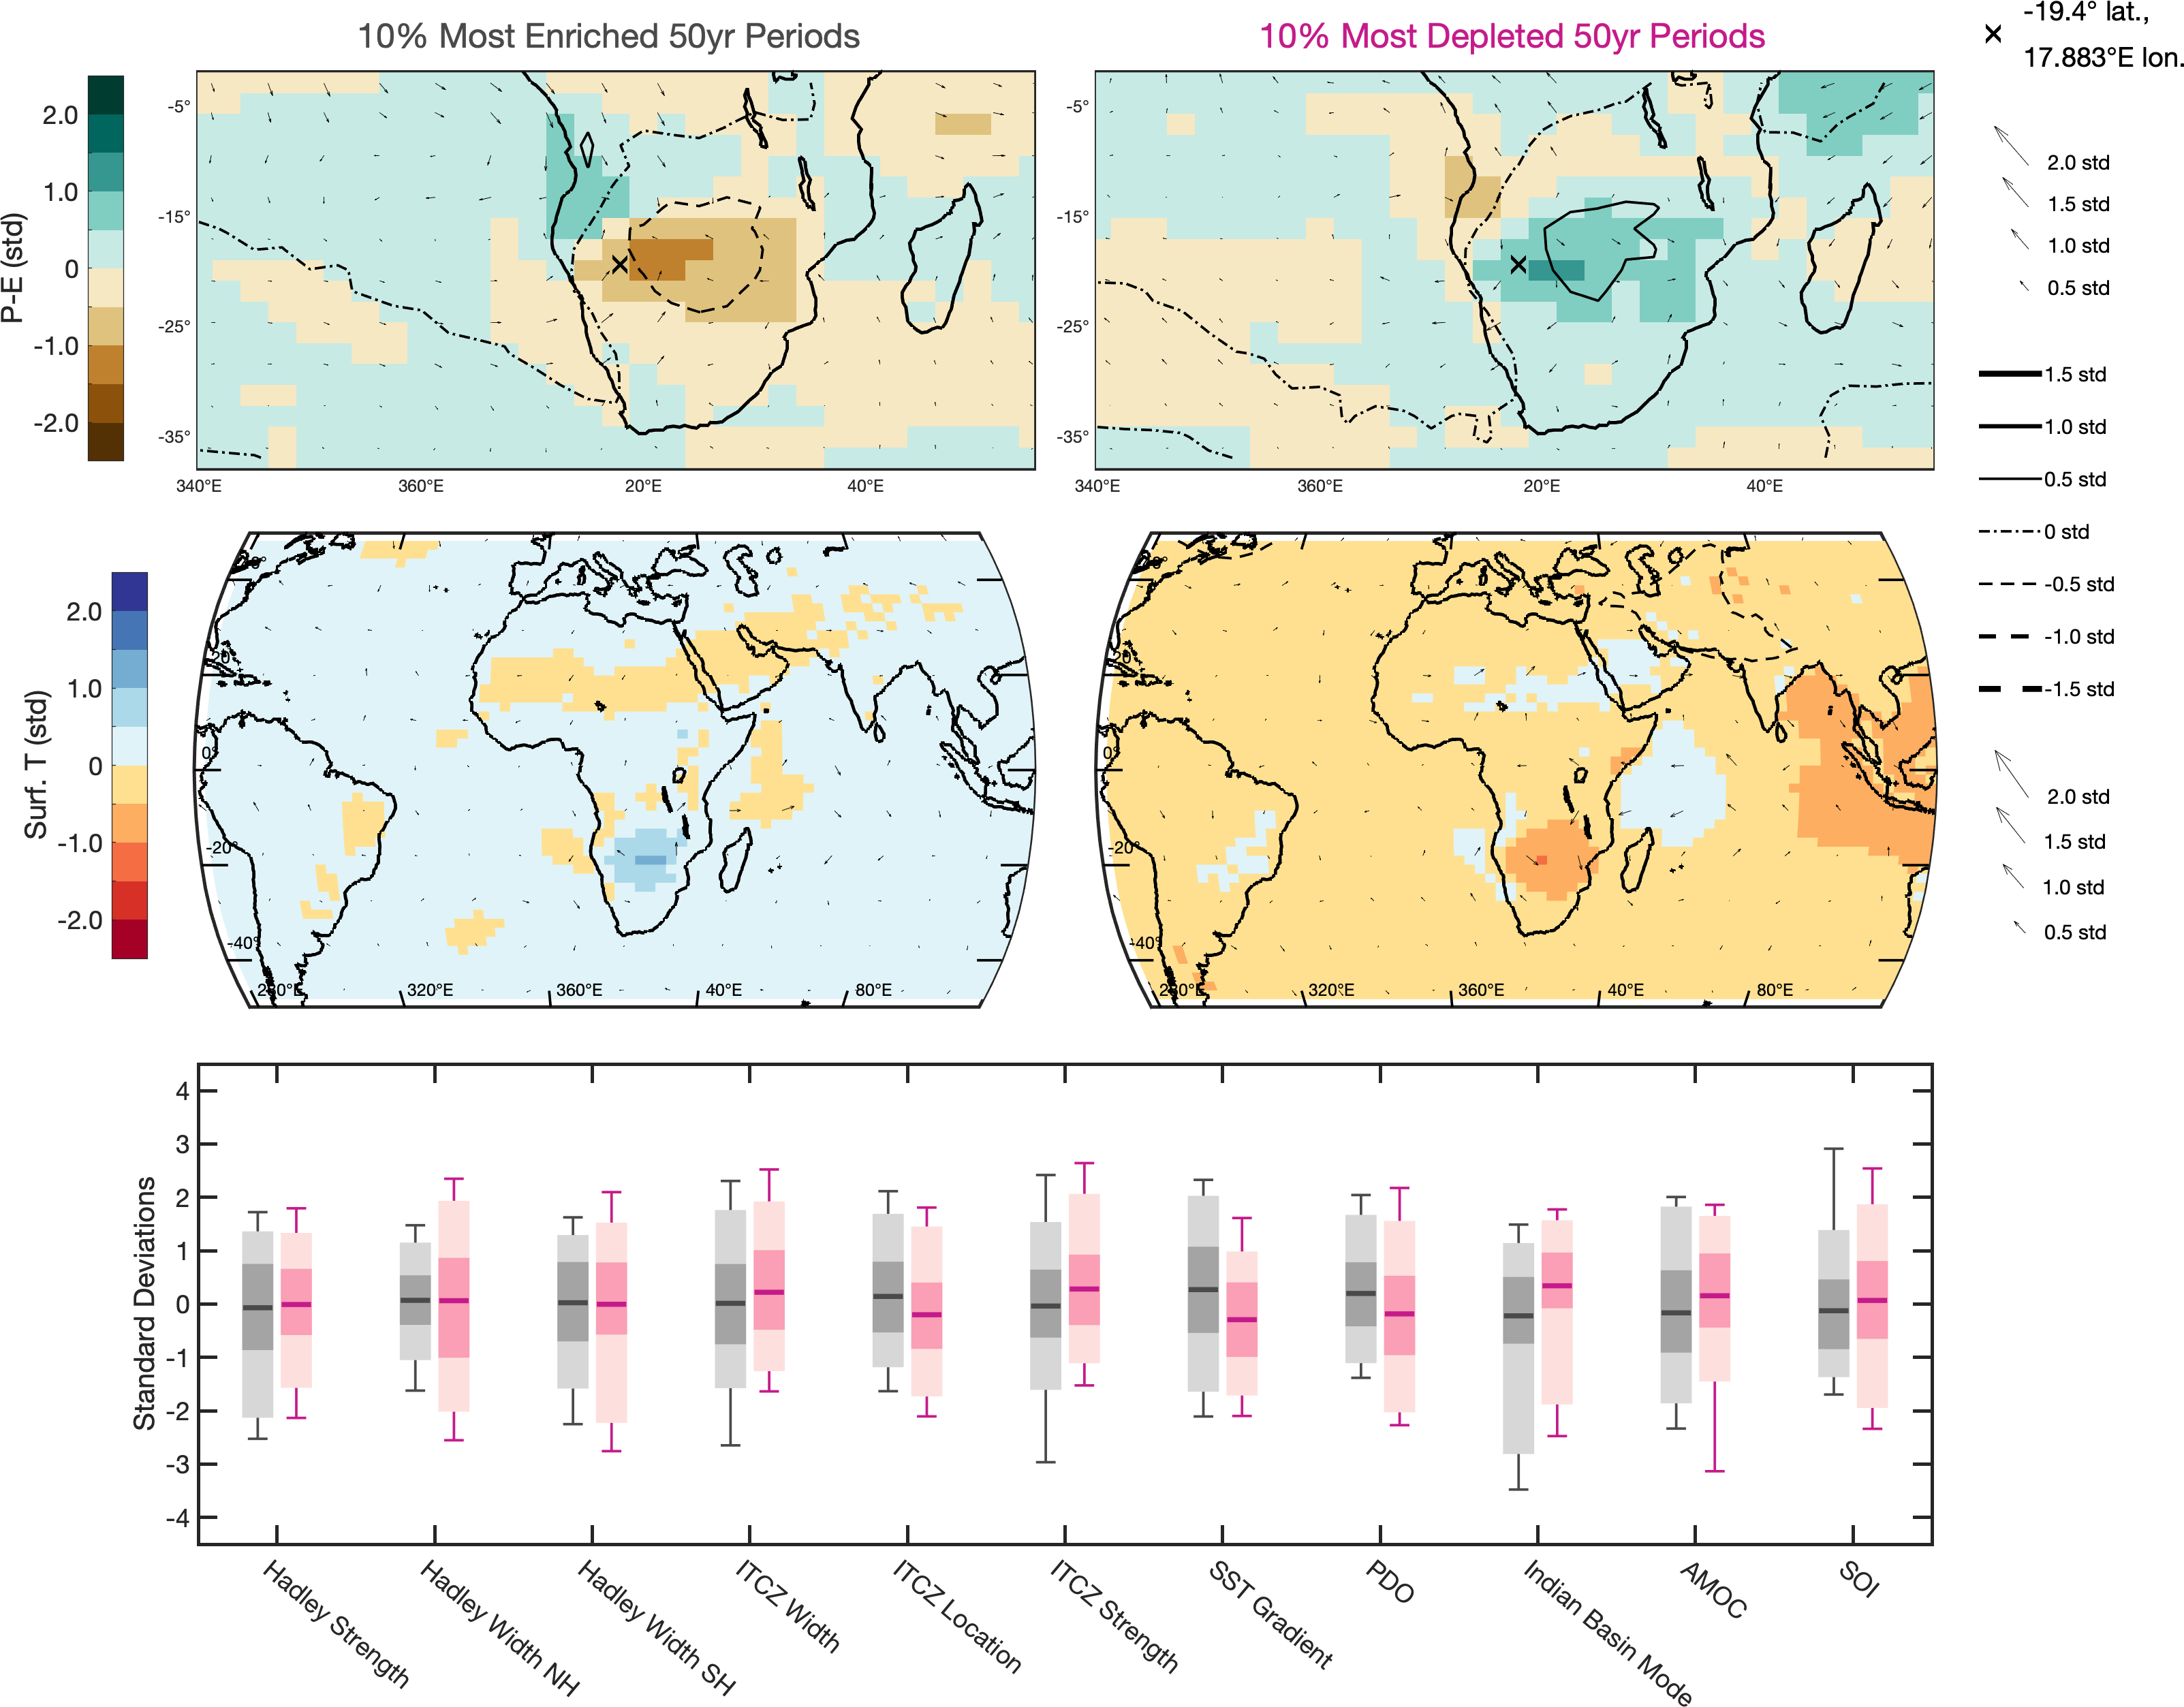 10% Most Enriched 50yr Periods
10% Most Depleted 50yr Periods
-19.4° lat.,
17.883°E lon.
P-E (std)
2.0
1.0
0
-1.0
-2.0
-5°
-15°
-25°
-35°
340°E
360°E
20°E
40°E
-5°
-15°
-25°
-35°
340°E
360°E
20°E
40°E
2.0 std
1.5 std
1.0 std
0.5 std
1.5 std
1.0 std
0.5 std
0 std
-0.5 std
-1.0 std
-1.5 std
Surf. T (std)
2.0
1.0
0
-1.0
-2.0
20°
0°
-20°
-40°
280°E
320°E
360°E
40°E
80°E
20°
0°
-20°
-40°
280°E
320°E
360°E
40°E
80°E
2.0 std
1.5 std
1.0 std
0.5 std
Standard Deviations
4
3
2
1
0
-1
-2
-3
-4
Hadley Strength
Hadley Width NH
Hadley Width SH
ITCZ Width
ITCZ Location
ITCZ Strength
SST Gradient
PDO
Indian Basin Mode
AMOC
SOI